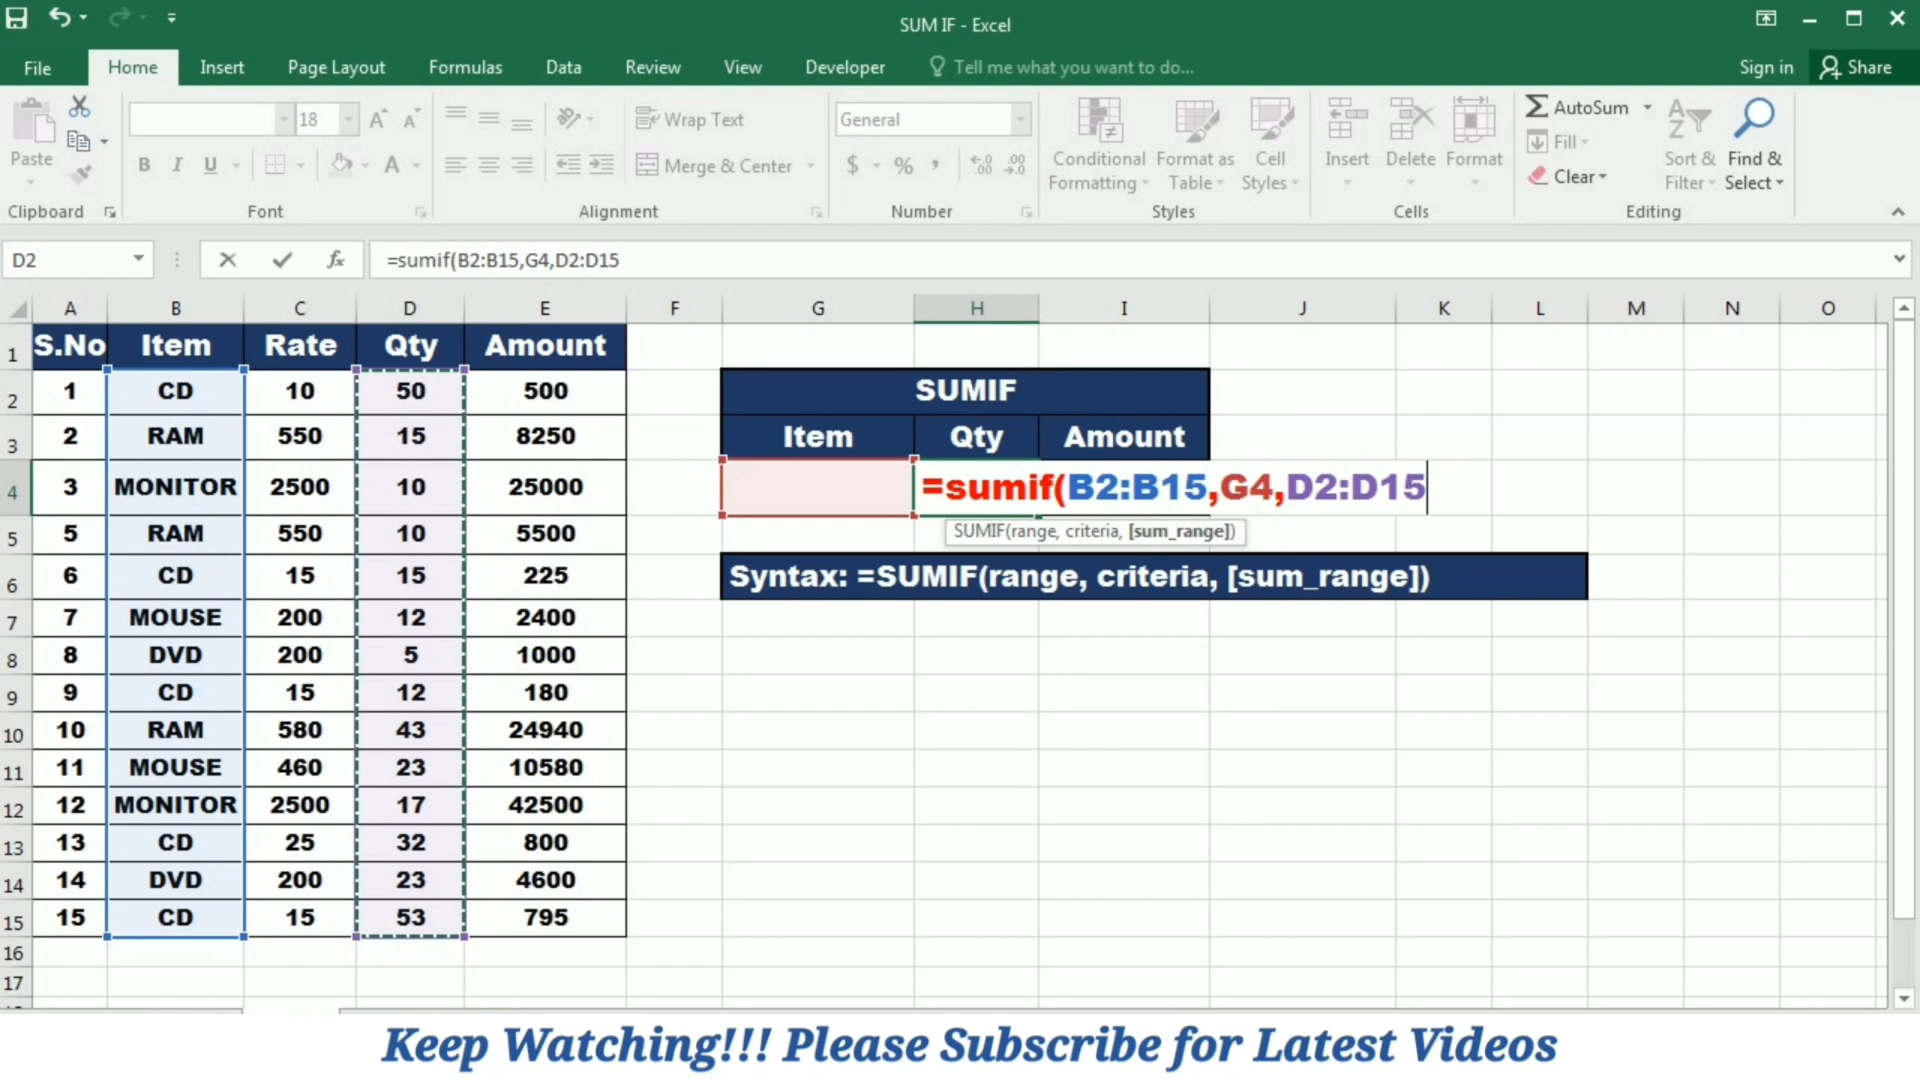 SUM IF - Excel
File Home Insert Page Layout Formulas Data Review View Developer Tell me what you want to do... Sign in Share
Paste 18 Wrap Text General Conditional Formatting Format as Table Cell Styles Insert Delete Format AutoSum Fill Clear Sort & Filter Find & Select
B I U A Merge & Center $ % ,
Clipboard Font Alignment Number Styles Cells Editing
D2 fx =sumif(B2:B15,G4,D2:D15
A B C D E F G H I J K L M N O
1 S.No Item Rate Qty Amount
2 1 CD 10 50 500 SUMIF
3 2 RAM 550 15 8250 Item Qty Amount
4 3 MONITOR 2500 10 25000 =sumif(B2:B15,G4,D2:D15
SUMIF(range, criteria, [sum_range])
5 5 RAM 550 10 5500
6 6 CD 15 15 225 Syntax: =SUMIF(range, criteria, [sum_range])
7 7 MOUSE 200 12 2400
8 8 DVD 200 5 1000
9 9 CD 15 12 180
10 10 RAM 580 43 24940
11 11 MOUSE 460 23 10580
12 12 MONITOR 2500 17 42500
13 13 CD 25 32 800
14 14 DVD 200 23 4600
15 15 CD 15 53 795
16
17
Keep Watching!!! Please Subscribe for Latest Videos